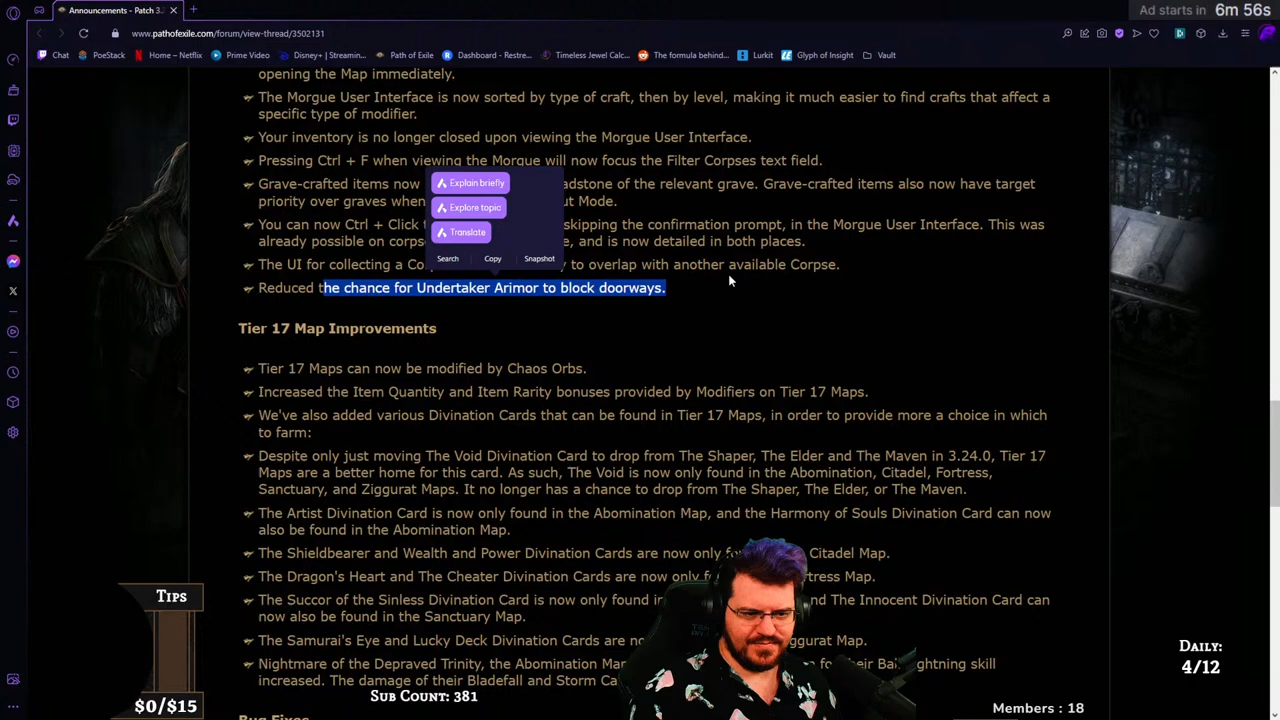 Announcements - Patch 3.
Ad starts in 6m 56s
www.pathofexile.com/forum/view-thread/3502131
Chat PoeStack Home – Netflix Prime Video Disney+ | Streamin... Path of Exile Dashboard - Restre... Timeless Jewel Calc... The formula behind... Lurkit Glyph of Insight Vault
opening the Map immediately.
The Morgue User Interface is now sorted by type of craft, then by level, making it much easier to find crafts that affect a
specific type of modifier.
Your inventory is no longer closed upon viewing the Morgue User Interface.
Pressing Ctrl + F when viewing the Morgue will now focus the Filter Corpses text field.
Grave-crafted items now adstone of the relevant grave. Grave-crafted items also now have target
priority over graves when ut Mode.
You can now Ctrl + Click skipping the confirmation prompt, in the Morgue User Interface. This was
already possible on corps e, and is now detailed in both places.
The UI for collecting a Co y to overlap with another available Corpse.
Explain briefly
Explore topic
Translate
Search Copy Snapshot
Reduced the chance for Undertaker Arimor to block doorways.
Tier 17 Map Improvements
Tier 17 Maps can now be modified by Chaos Orbs.
Increased the Item Quantity and Item Rarity bonuses provided by Modifiers on Tier 17 Maps.
We've also added various Divination Cards that can be found in Tier 17 Maps, in order to provide more a choice in which
to farm:
Despite only just moving The Void Divination Card to drop from The Shaper, The Elder and The Maven in 3.24.0, Tier 17
Maps are a better home for this card. As such, The Void is now only found in the Abomination, Citadel, Fortress,
Sanctuary, and Ziggurat Maps. It no longer has a chance to drop from The Shaper, The Elder, or The Maven.
The Artist Divination Card is now only found in the Abomination Map, and the Harmony of Souls Divination Card can now
also be found in the Abomination Map.
The Shieldbearer and Wealth and Power Divination Cards are now only fo Citadel Map.
The Dragon's Heart and The Cheater Divination Cards are now only f rtress Map.
The Succor of the Sinless Divination Card is now only found i nd The Innocent Divination Card can
now also be found in the Sanctuary Map.
The Samurai's Eye and Lucky Deck Divination Cards are no ggurat Map.
Nightmare of the Depraved Trinity, the Abomination Ma n for their Bal ghtning skill
increased. The damage of their Bladefall and Storm Ca
Bug Fixes
Tips
$0/$15
Sub Count: 381
Daily:
4/12
Members : 18